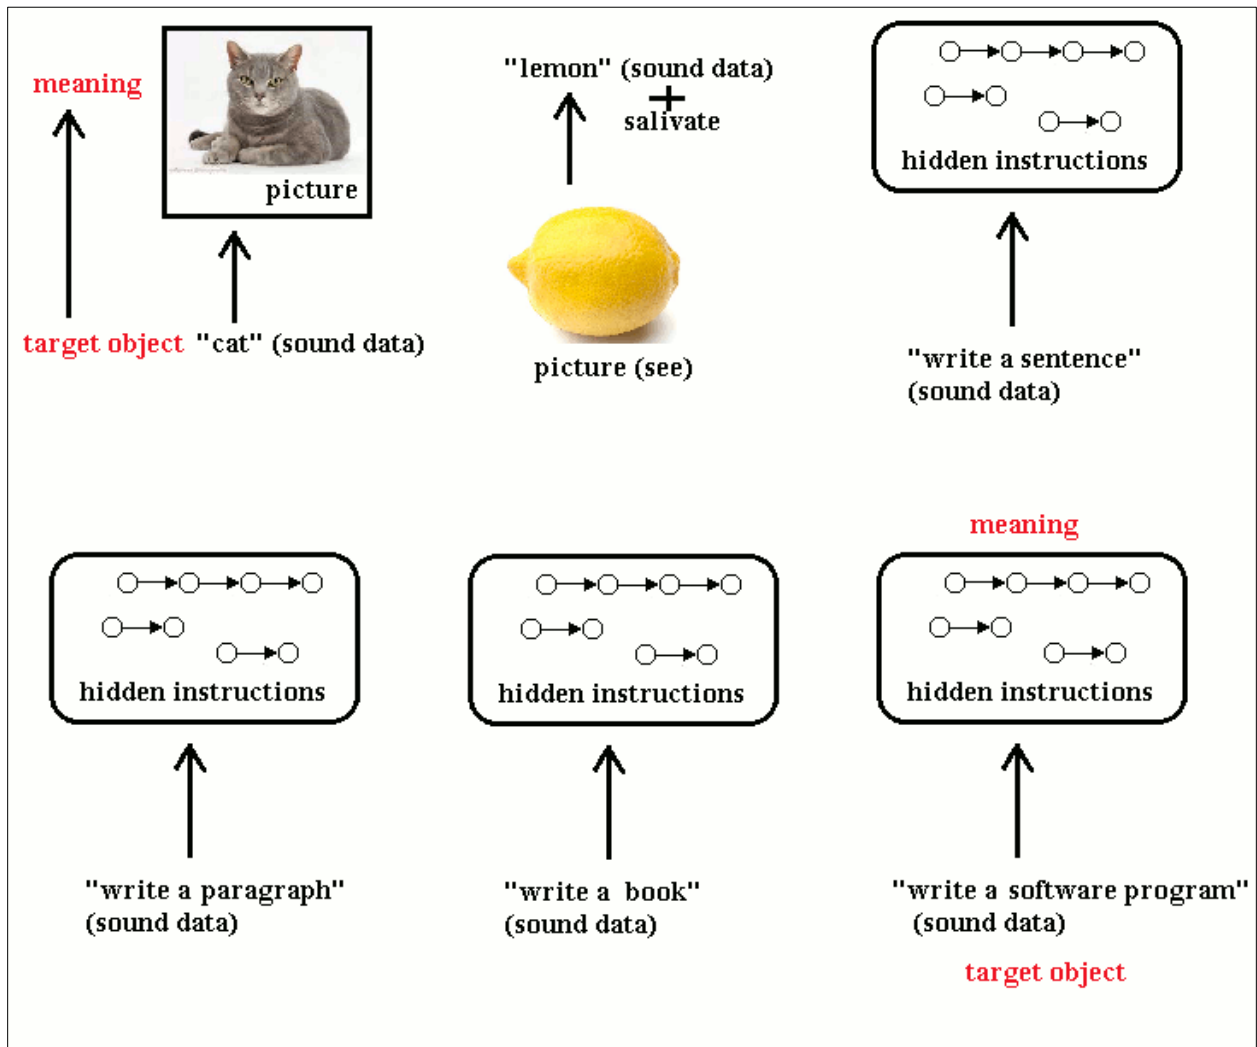 meaning
picture
target object "cat" (sound data)
"lemon" (sound data)
+
salivate
picture (see)
hidden instructions
"write a sentence"
(sound data)
hidden instructions
"write a paragraph"
(sound data)
hidden instructions
"write a  book"
(sound data)
meaning
hidden instructions
"write a software program"
(sound data)
target object